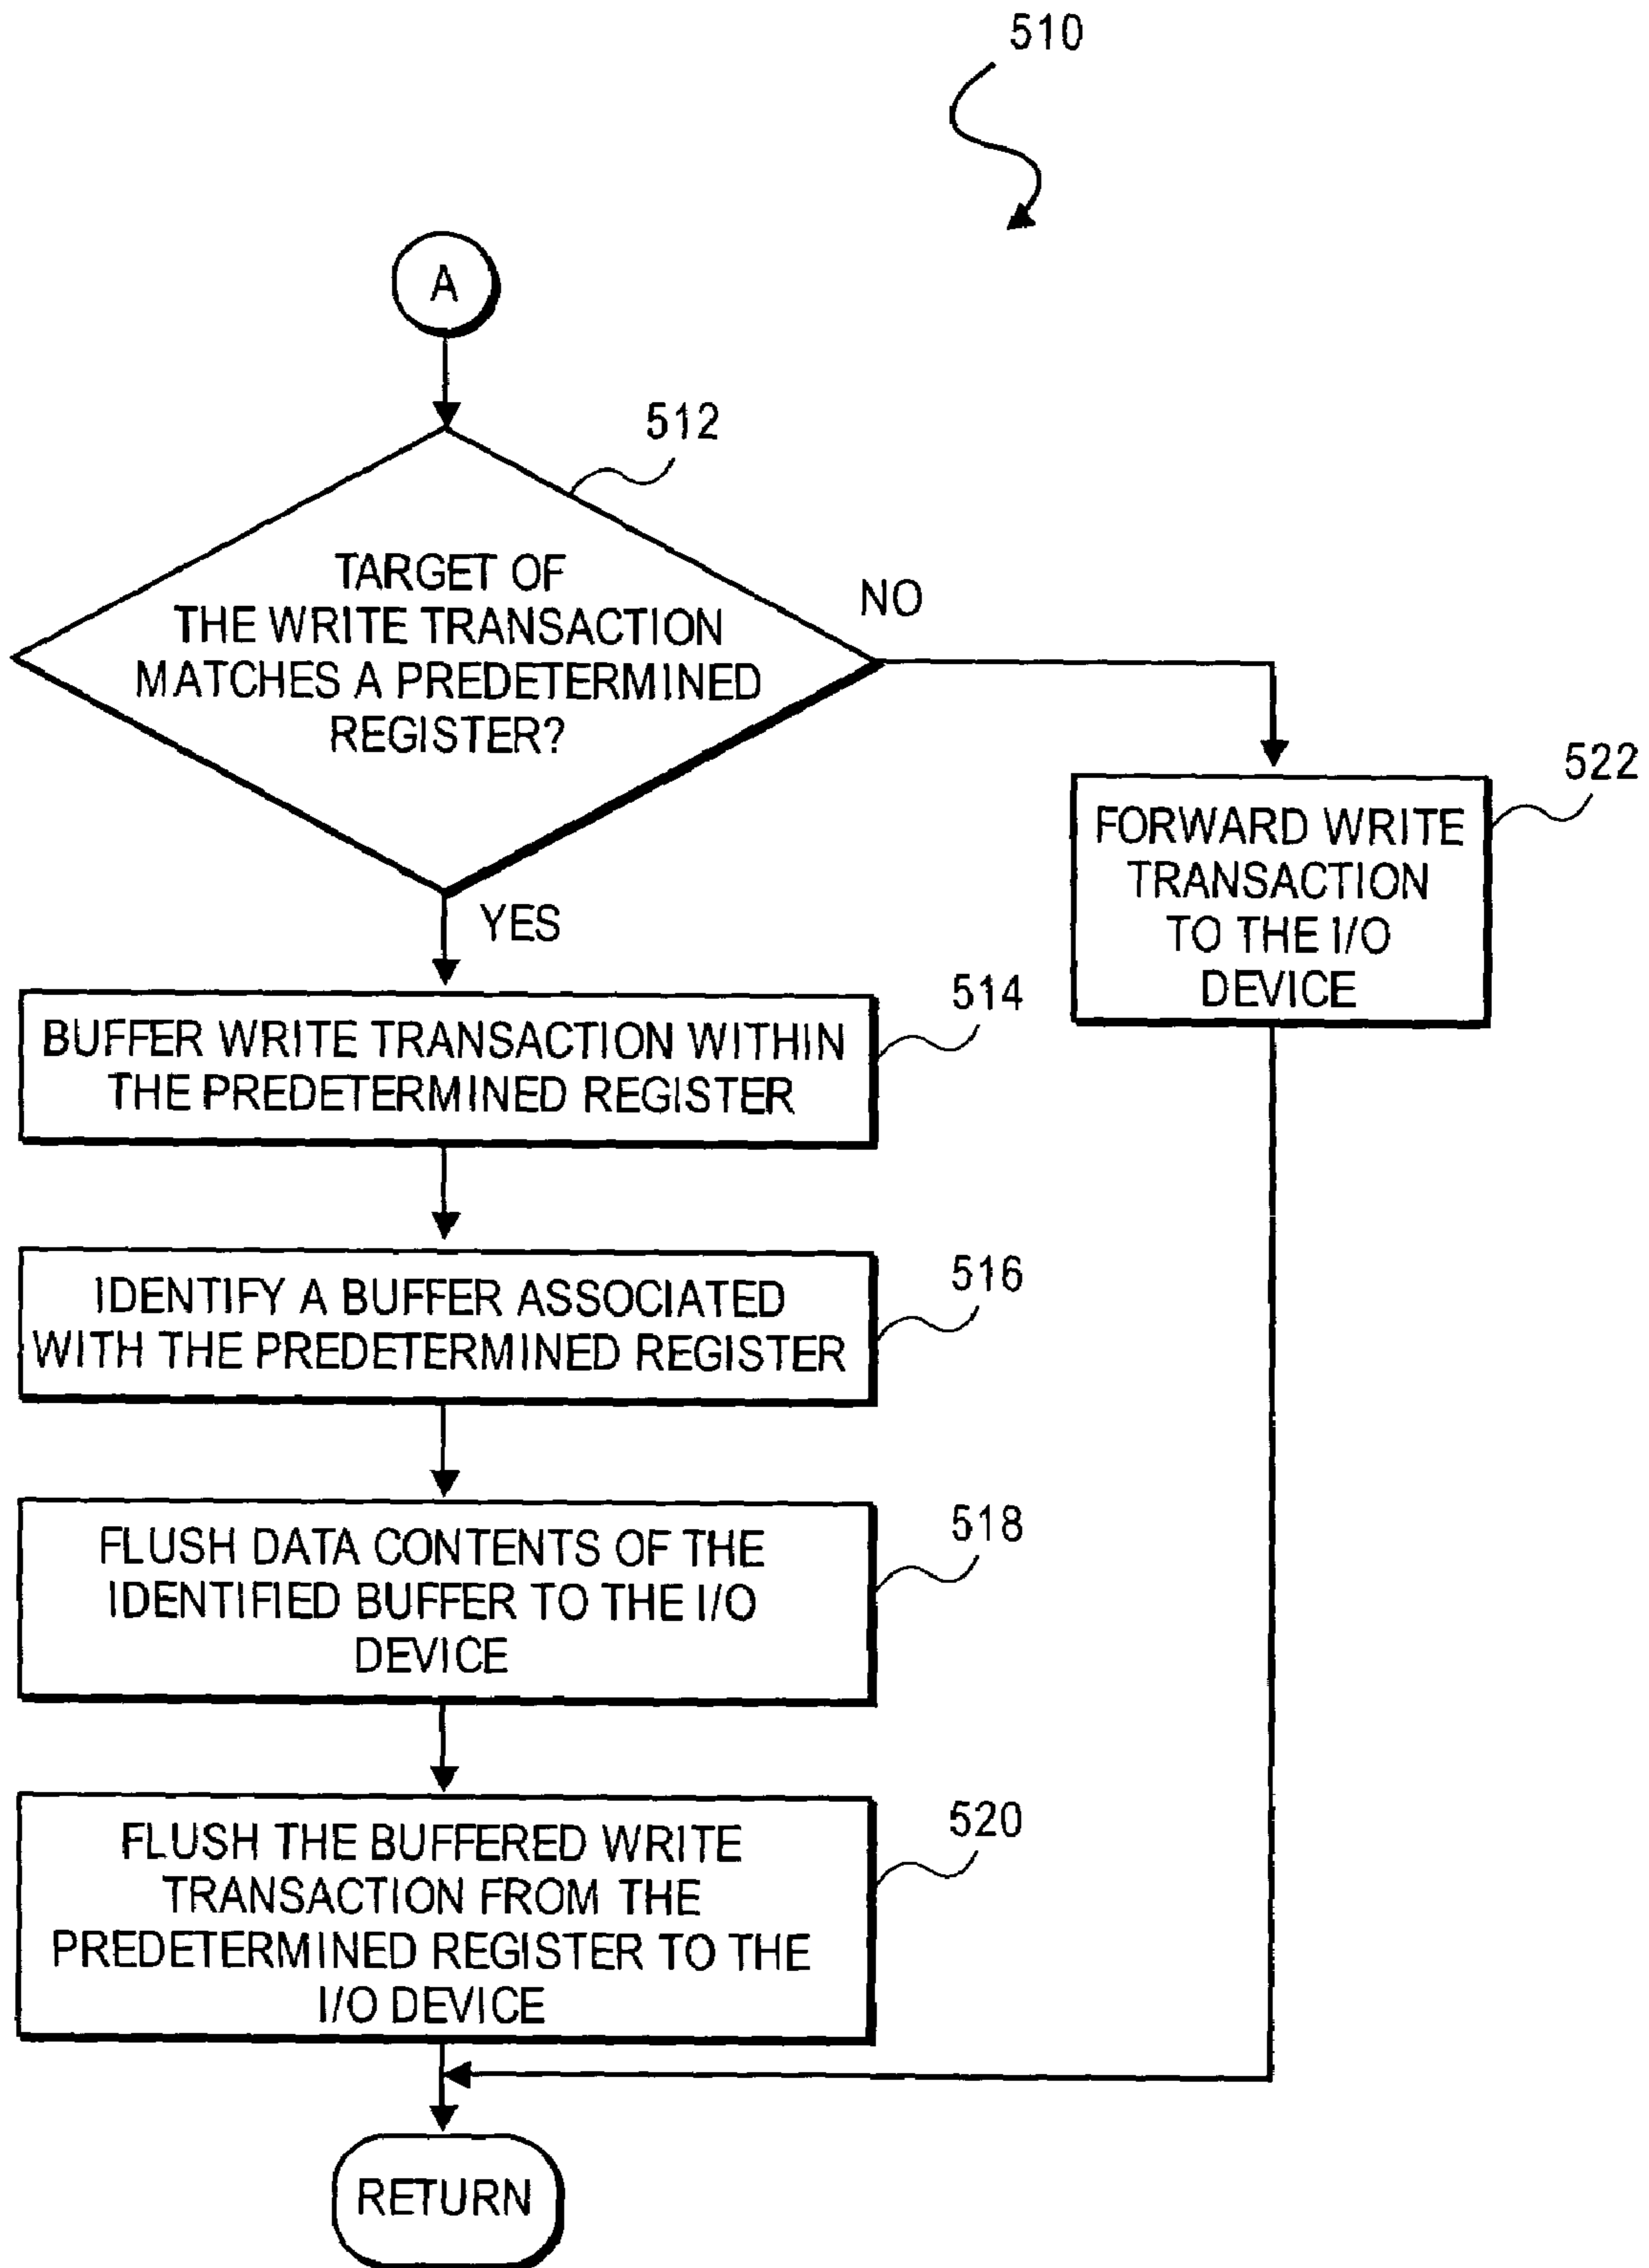 510
A
512
TARGET OF
THE WRITE TRANSACTION
MATCHES A PREDETERMINED
REGISTER?
NO
YES
522
FORWARD WRITE
TRANSACTION
TO THE I/O
DEVICE
514
BUFFER WRITE TRANSACTION WITHIN
THE PREDETERMINED REGISTER
516
IDENTIFY A BUFFER ASSOCIATED
WITH THE PREDETERMINED REGISTER
518
FLUSH DATA CONTENTS OF THE
IDENTIFIED BUFFER TO THE I/O
DEVICE
520
FLUSH THE BUFFERED WRITE
TRANSACTION FROM THE
PREDETERMINED REGISTER TO THE
I/O DEVICE
RETURN